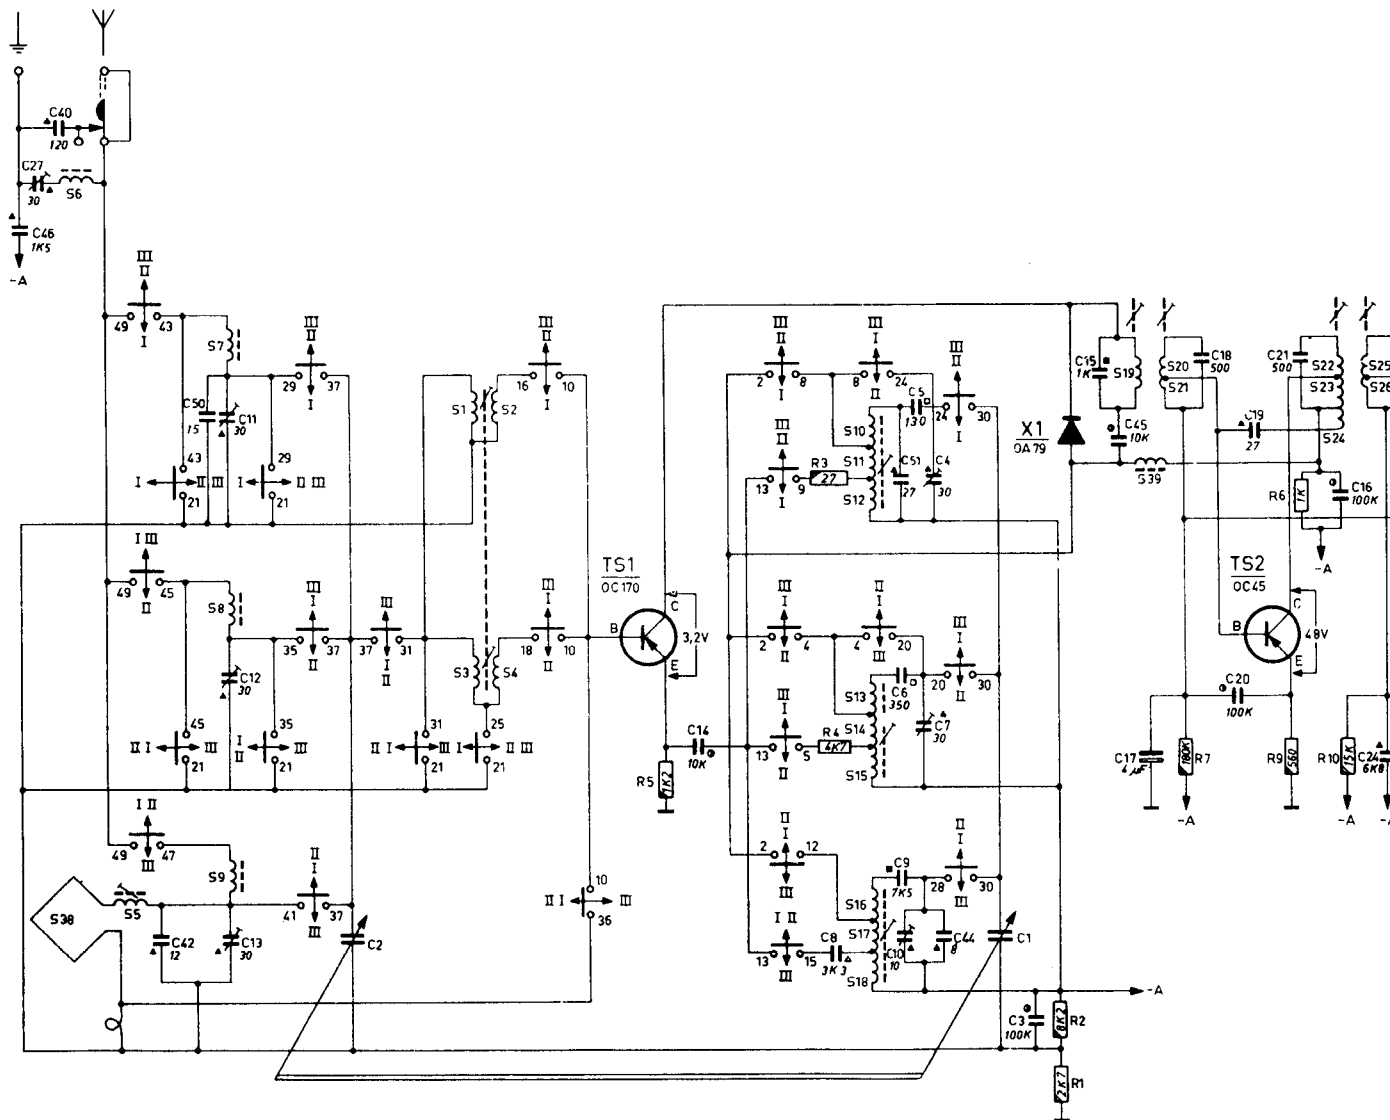 C40
120
C27
30
S6
C46
1K5
-A
III
II
49 43
I
S7
III
II
29 37
I
C50
15
C11
30
43
I II III
21
29
I II III
21
S1 S2
III
II
16 10
I
I III
49 45
II
S8
III
I
35 37
II
III
37 31
I
II
C12
30
S3 S4
III
I
18 10
II
45
II I III
21
35
I
II III
21
31
II I III
21
25
I II III
21
I II
49 47
III
S9
S38
S5
C42
12
C13
30
II
I
41 37
III
C2
10
II I III
36
TS1
OC170
B
C
E
3,2V
R5
1K2
C14
10K
III
II
2 8
I
III
I
8 24
II
III
II
24 30
I
C5
130
S10
S11
S12
C51
27
C4
30
III
II
13 9
I
R3
27
III
I
2 4
II
I
II
4 20
III
III
I
20 30
II
C6
350
S13
S14
S15
C7
30
III
I
13 5
II
R4
4K7
II
I
2 12
III
C9
7K5
II
I
28 30
III
S16
S17
S18
C10
10
C44
8
I II
13 15
III
C8
3K3
C1
-A
C3
100K
R2
8K2
R1
2K7
X1
OA79
C15
1K
S19
C45
10K
S39
S20
S21
C18
500
C19
27
C21
500
S22
S23
S24
S25
S26
R6
1K
C16
100K
-A
TS2
OC45
B
C
E
48V
C20
100K
C17
4µF
R7
180K
-A
R9
560
R10
15K
-A
C24
6K8
-A